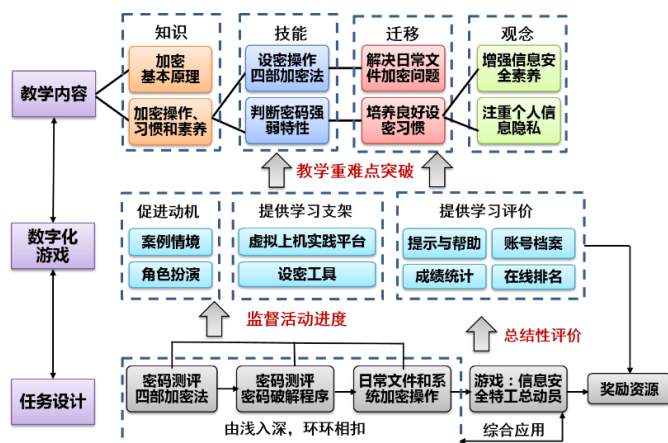 知识
技能
迁移
观念
教学内容
加密
基本原理
加密操作、
习惯和素养
设密操作
四部加密法
判断密码强
弱特性
解决日常文
件加密问题
培养良好设
密习惯
增强信息安
全素养
注重个人信
息隐私
教学重难点突破
数字化
游戏
促进动机
案例情境
角色扮演
提供学习支架
虚拟上机实践平台
设密工具
提供学习评价
提示与帮助
账号档案
成绩统计
在线排名
监督活动进度
总结性评价
任务设计
密码测评
四部加密法
密码测评
密码破解程序
日常文件和系
统加密操作
游戏：信息安
全特工总动员
奖励资源
由浅入深，环环相扣
综合应用